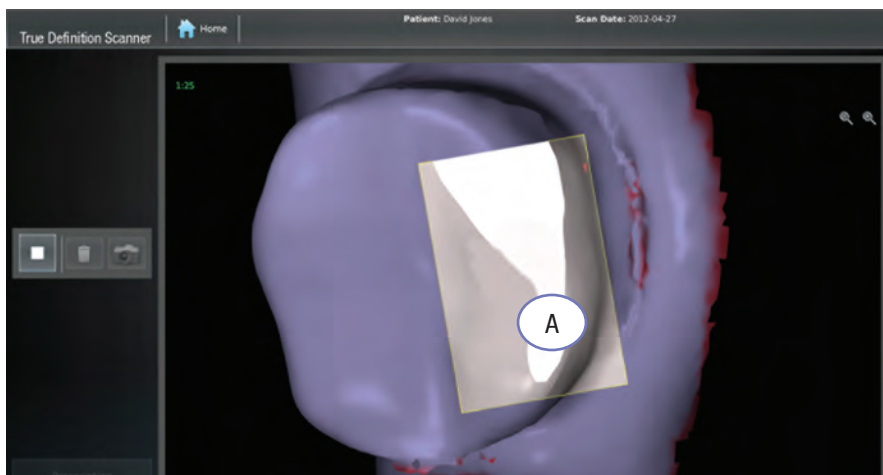 Patient: David Jones
Scan Date: 2012-04-27
True Definition Scanner
Home
1:25
A